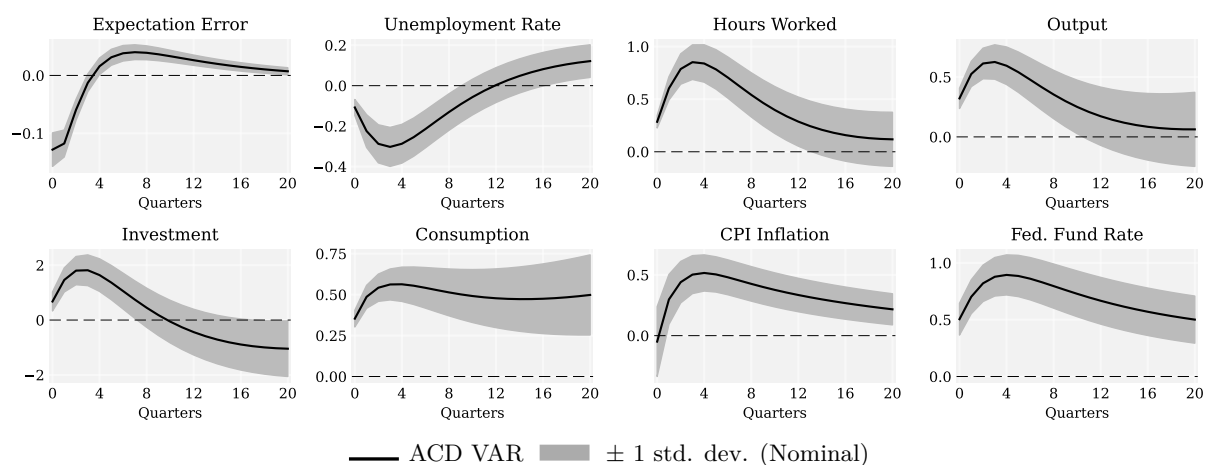 Expectation Error
Unemployment Rate
Hours Worked
Output
0.0
−0.1
0 4 8 12 16 20
Quarters
0.2
0.0
−0.2
−0.4
0 4 8 12 16 20
Quarters
1.0
0.5
0.0
0 4 8 12 16 20
Quarters
0.5
0.0
0 4 8 12 16 20
Quarters
Investment
Consumption
CPI Inflation
Fed. Fund Rate
2
0
−2
0 4 8 12 16 20
Quarters
0.75
0.50
0.25
0.00
0 4 8 12 16 20
Quarters
0.5
0.0
0 4 8 12 16 20
Quarters
1.0
0.5
0.0
0 4 8 12 16 20
Quarters
ACD VAR ± 1 std. dev. (Nominal)